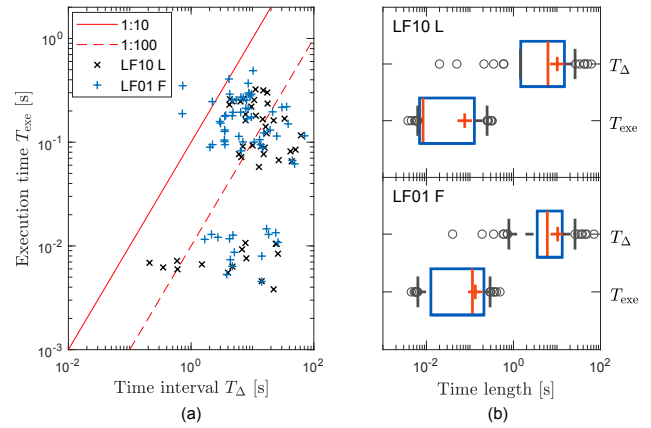 1:10
1:100
LF10 L
LF01 F
10^0
10^-1
10^-2
10^-3
10^-2
10^0
10^2
Execution time T_exe [s]
Time interval T_Δ [s]
(a)
LF10 L
T_Δ
T_exe
LF01 F
T_Δ
T_exe
10^-2
10^0
10^2
Time length [s]
(b)